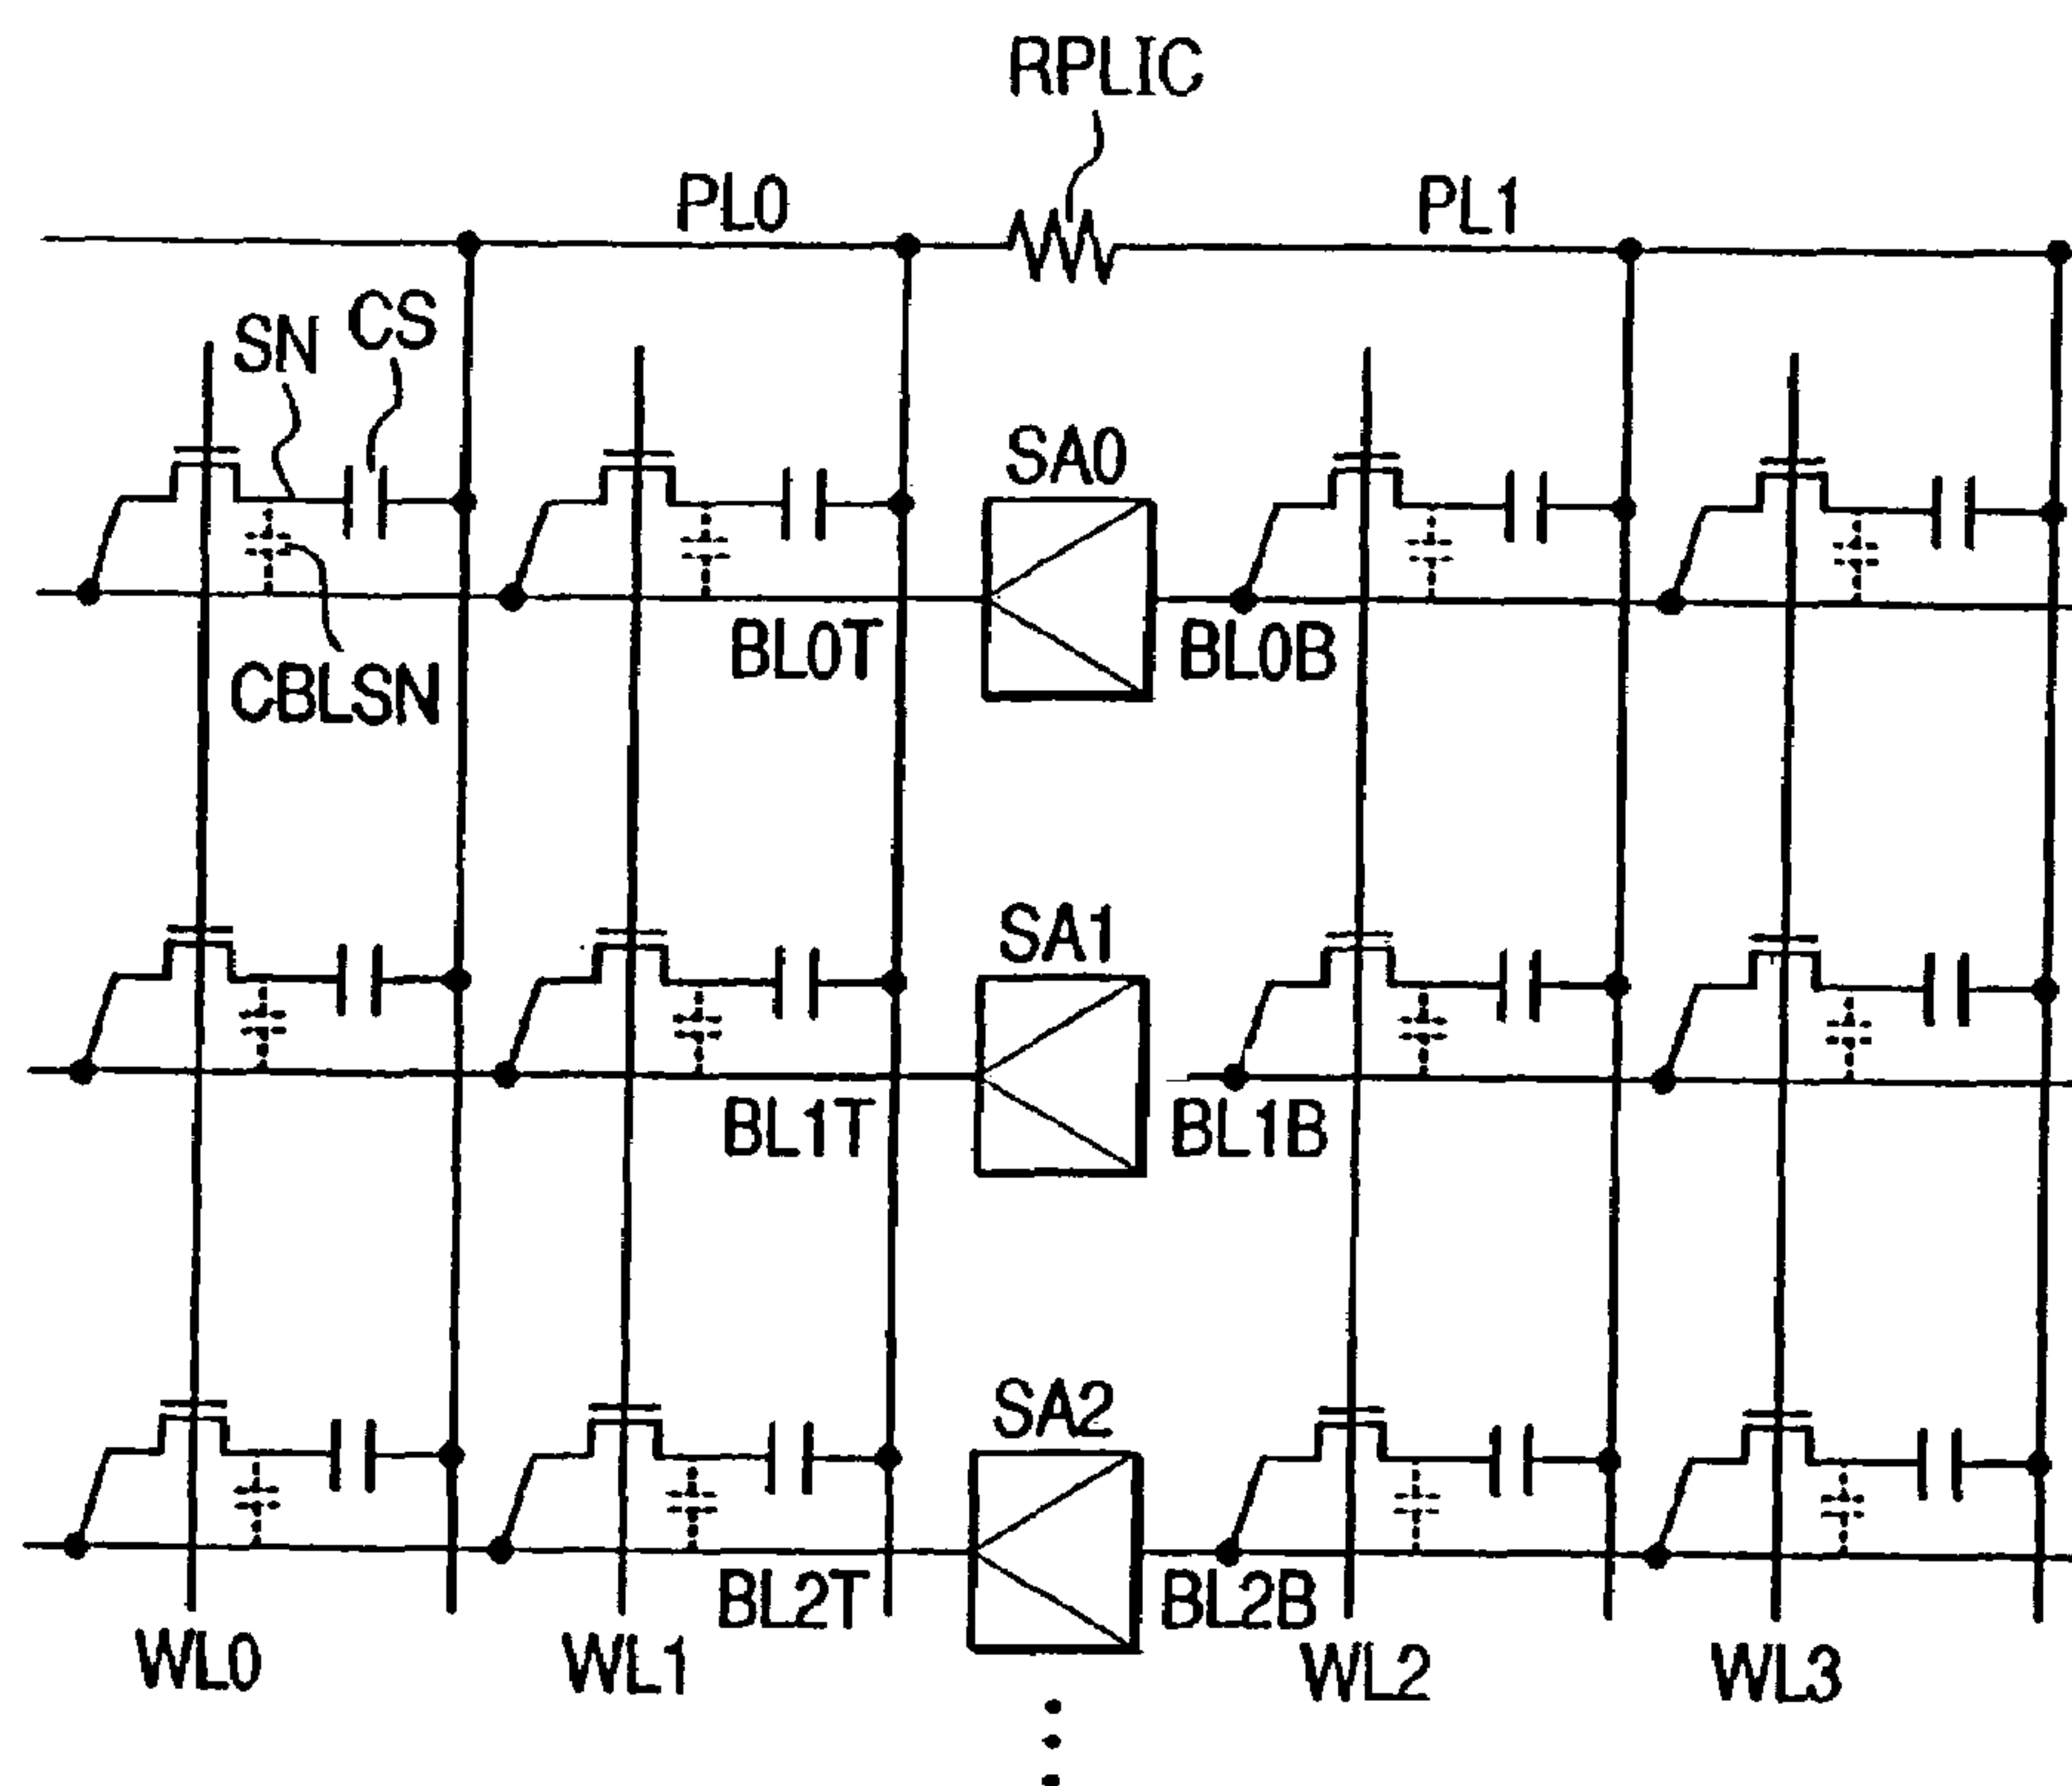 RPLIC
PL0 PL1
SN CS
SA0
BL0T BL0B
CBLSN
SA1
BL1T BL1B
SA2
BL2T BL2B
WL0 WL1 WL2 WL3